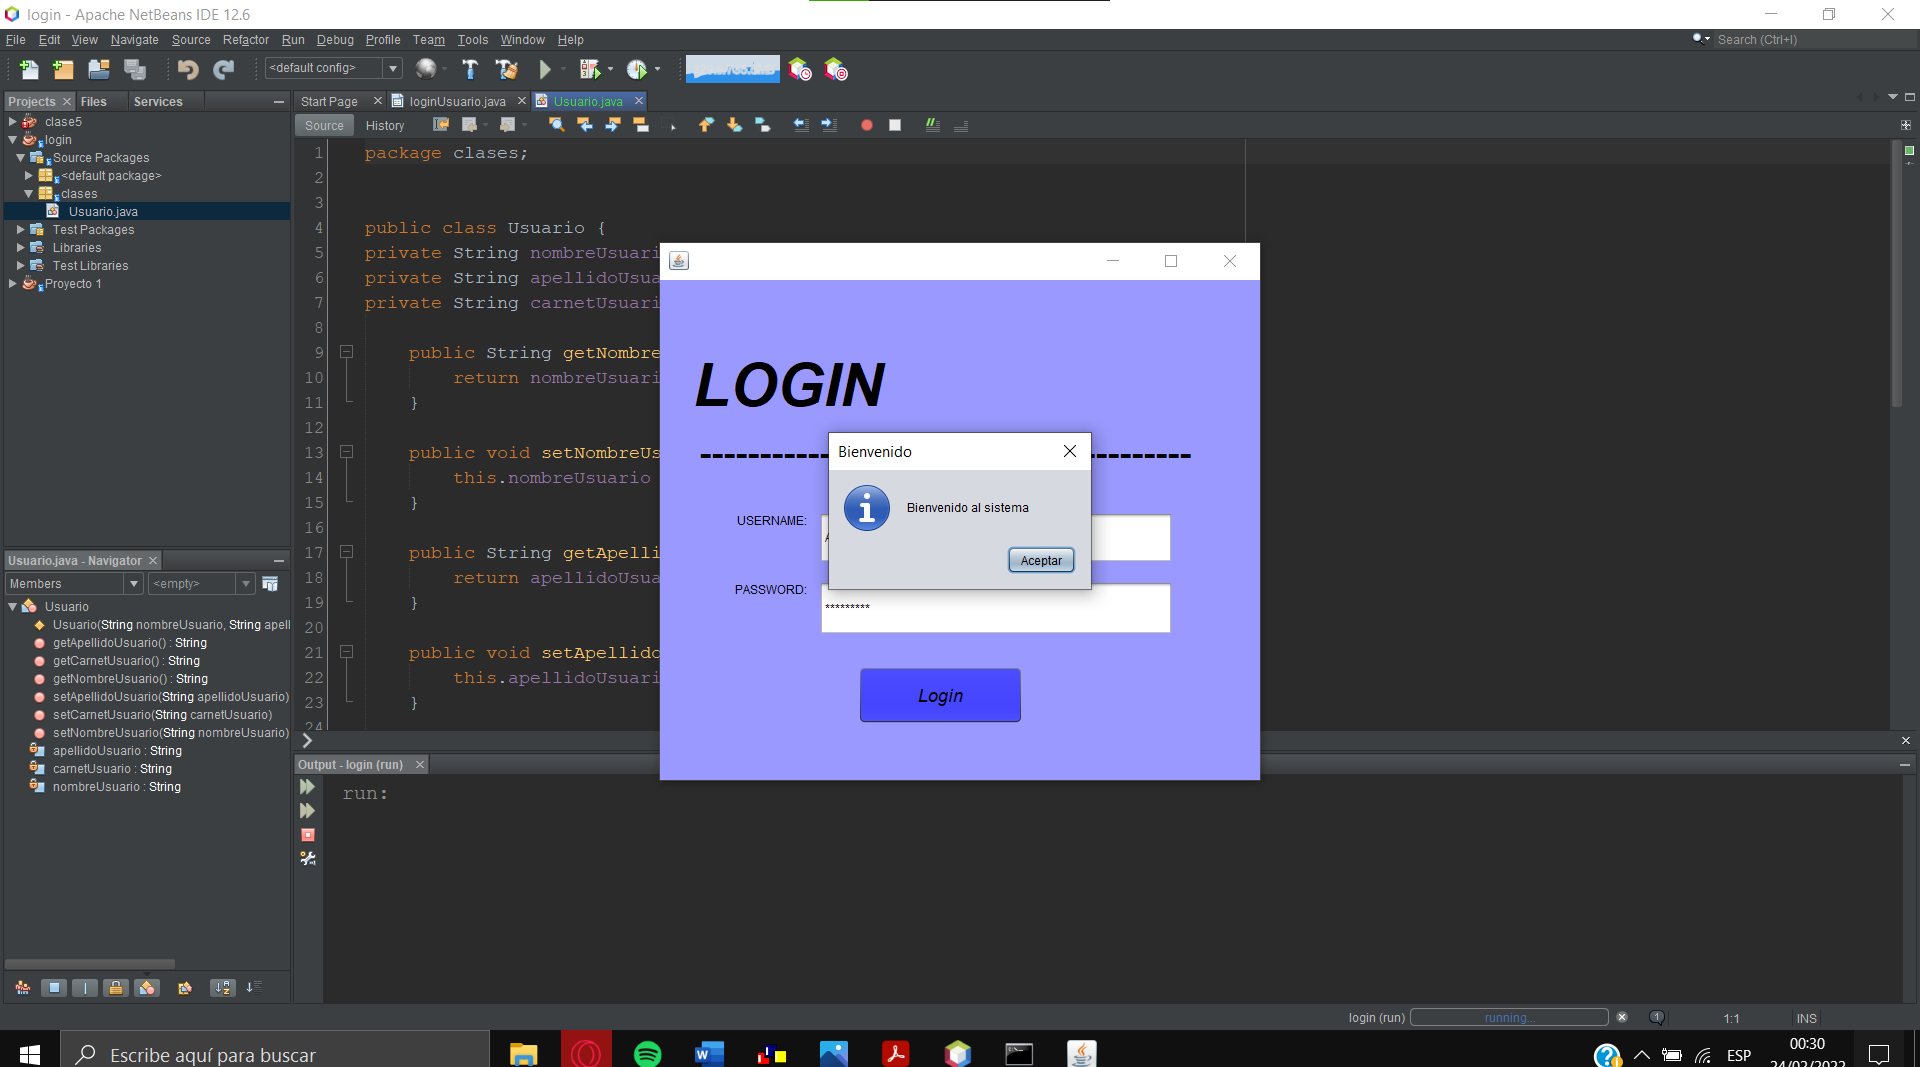 login - Apache NetBeans IDE 12.6
File Edit View Navigate Source Refactor Run Debug Profile Team Tools Window Help
Search (Ctrl+I)
<default config>
Projects Files Services
Start Page loginUsuario.java Usuario.java
Source History
clase5
login
Source Packages
<default package>
clases
Usuario.java
Test Packages
Libraries
Test Libraries
Proyecto 1
1 package clases;
2
3
4 public class Usuario {
5 private String nombreUsuari
6 private String apellidoUsua
7 private String carnetUsuari
8
9 public String getNombre
10 return nombreUsuari
11 }
12
13 public void setNombreUs
14 this.nombreUsuario
15 }
16
17 public String getApelli
18 return apellidoUsua
19 }
20
21 public void setApellido
22 this.apellidoUsuari
23 }
24
LOGIN
Bienvenido
Bienvenido al sistema
Aceptar
USERNAME:
PASSWORD:
*********
Login
Usuario.java - Navigator
Members <empty>
Usuario
Usuario(String nombreUsuario, String apell
getApellidoUsuario() : String
getCarnetUsuario() : String
getNombreUsuario() : String
setApellidoUsuario(String apellidoUsuario)
setCarnetUsuario(String carnetUsuario)
setNombreUsuario(String nombreUsuario)
apellidoUsuario : String
carnetUsuario : String
nombreUsuario : String
Output - login (run)
run:
login (run) running... 1 1:1 INS
Escribe aquí para buscar
ESP
00:30